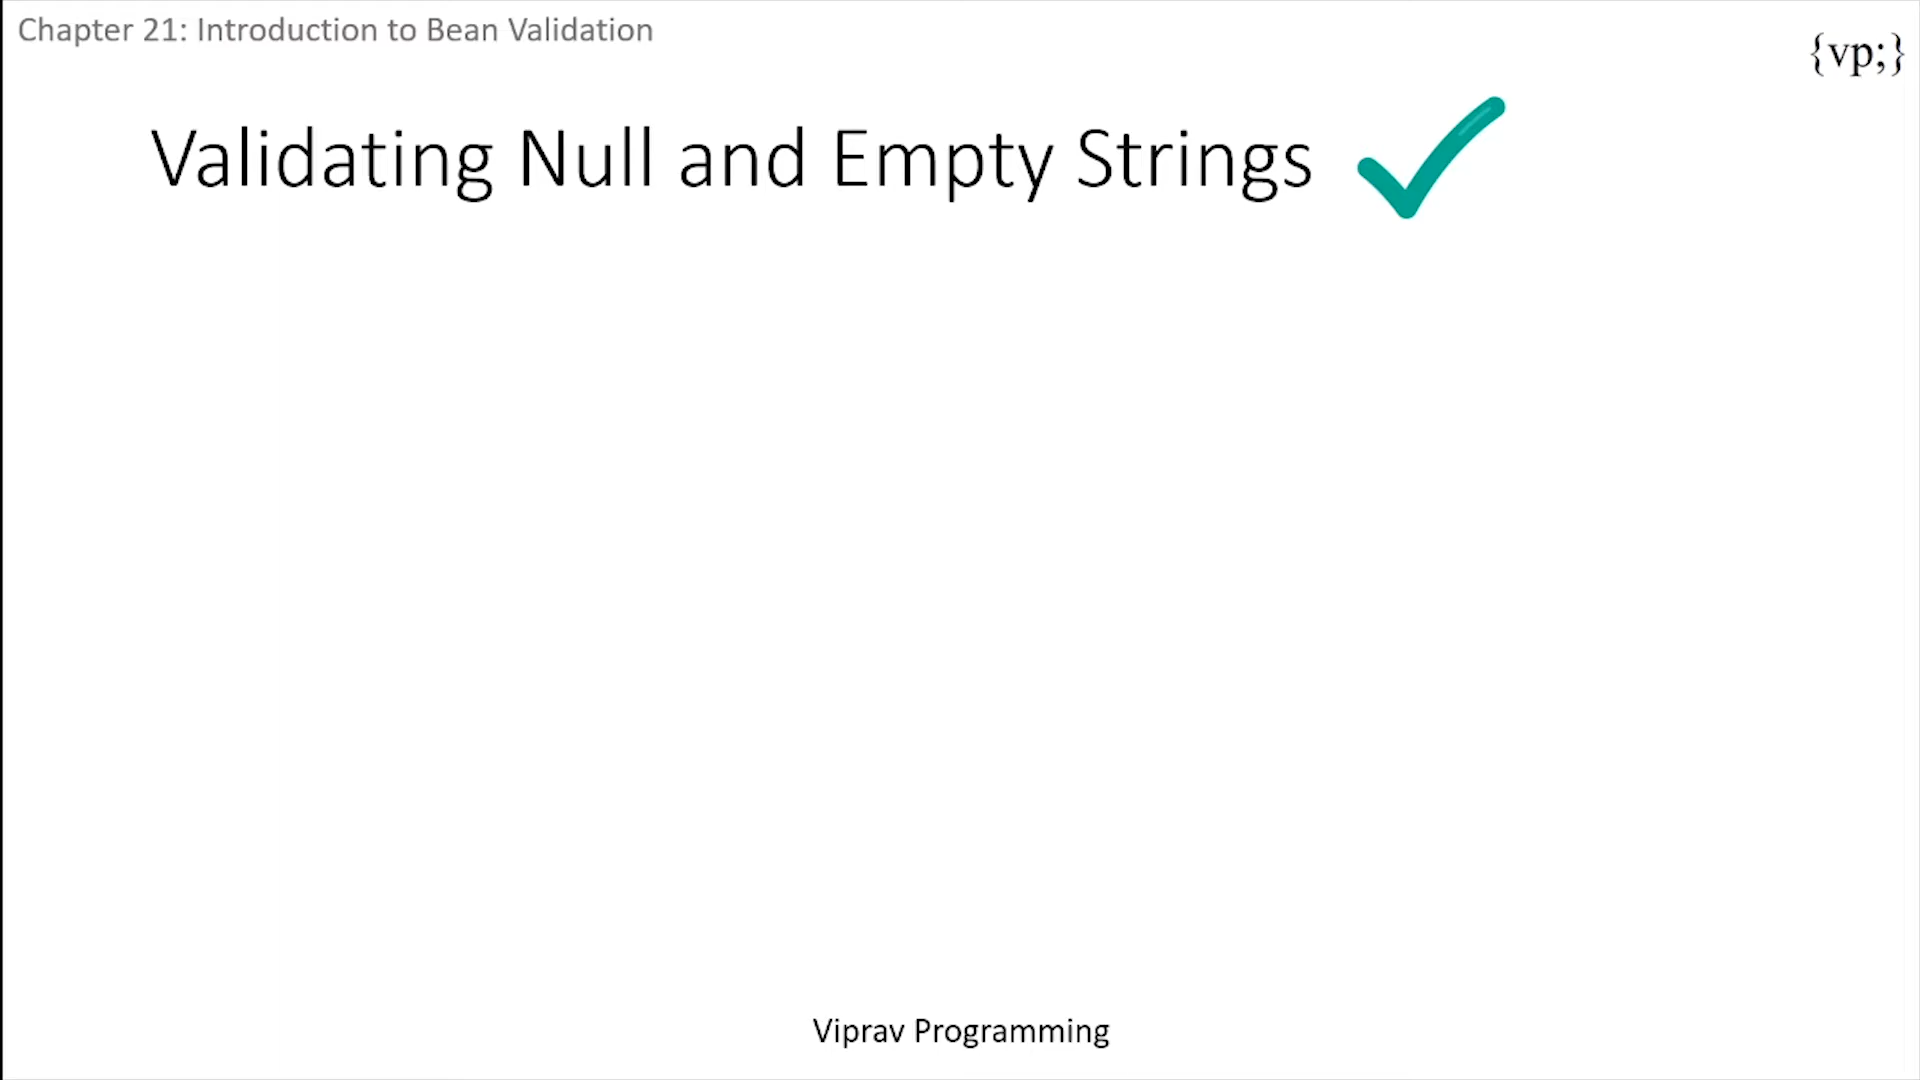 Chapter 21: Introduction to Bean Validation
{vp;}
Validating Null and Empty Strings
Viprav Programming